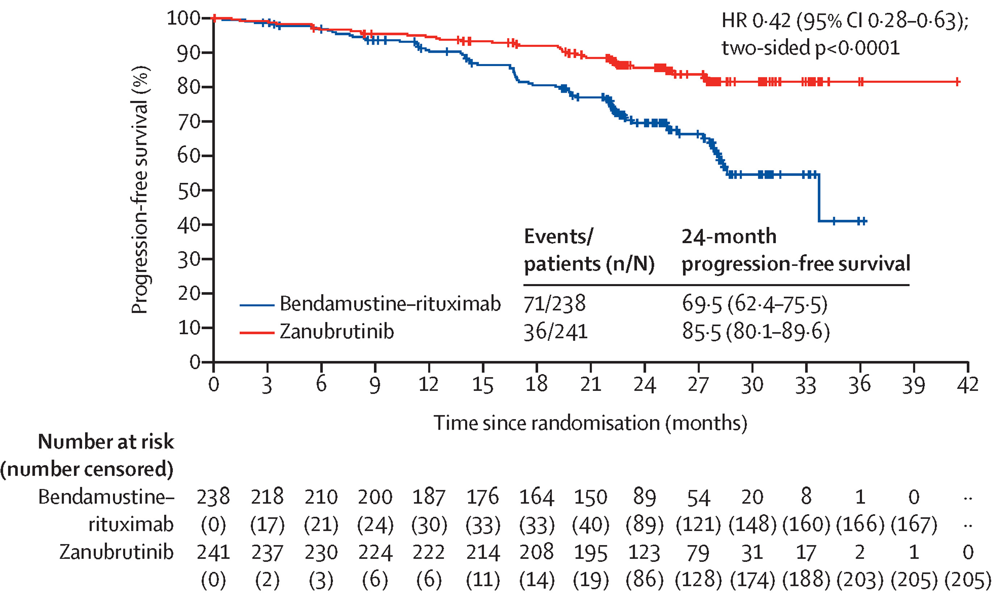 HR 0·42 (95% CI 0·28–0·63);
two-sided p<0·0001
Progression-free survival (%)
100
90
80
70
60
50
40
30
20
10
0
Events/ 24-month
patients (n/N) progression-free survival
Bendamustine–rituximab 71/238 69·5 (62·4–75·5)
Zanubrutinib 36/241 85·5 (80·1–89·6)
0 3 6 9 12 15 18 21 24 27 30 33 36 39 42
Time since randomisation (months)
Number at risk
(number censored)
Bendamustine– 238 218 210 200 187 176 164 150 89 54 20 8 1 0 ··
rituximab (0) (17) (21) (24) (30) (33) (33) (40) (89) (121) (148) (160) (166) (167) ··
Zanubrutinib 241 237 230 224 222 214 208 195 123 79 31 17 2 1 0
(0) (2) (3) (6) (6) (11) (14) (19) (86) (128) (174) (188) (203) (205) (205)